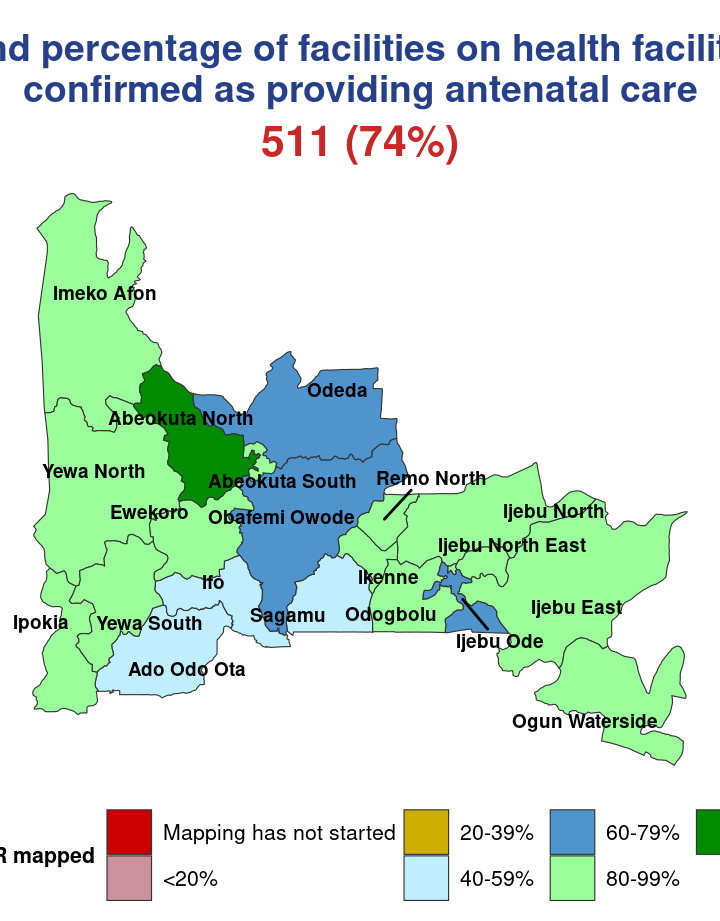 percentage of facilities on health
confirmed as providing antenatal care
511 (74%)
Imeko Afon
Odeda
Abeokuta North
Yewa North
Abeokuta South
Remo North
Ewekoro
Obafemi Owode
Ijebu North
Ijebu North East
Ifo
Ikenne
Ijebu East
Ipokia
Yewa South
Sagamu
Odogbolu
Ijebu Ode
Ado Odo Ota
Ogun Waterside
mapped
Mapping has not started
20-39%
60-79%
<20%
40-59%
80-99%